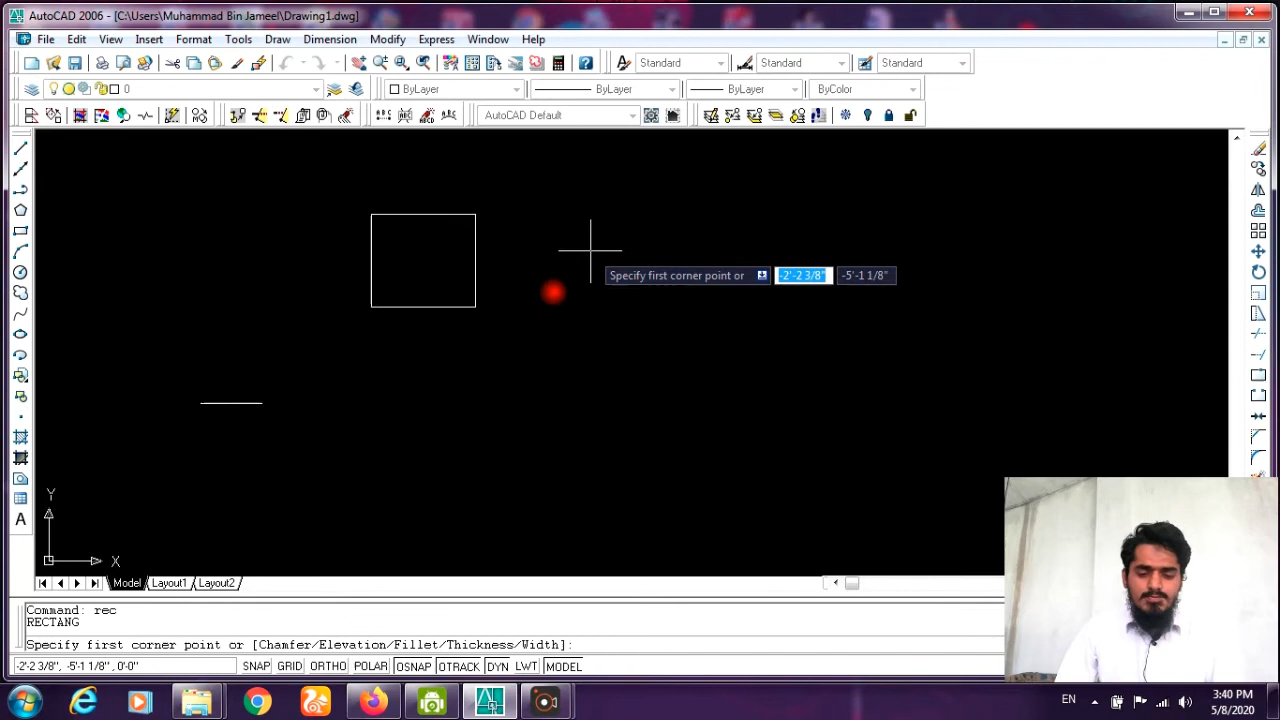 AutoCAD 2006 - [C:\Users\Muhammad Bin Jameel\Drawing1.dwg]
File Edit View Insert Format Tools Draw Dimension Modify Express Window Help
Standard Standard Standard
0 ByLayer ByLayer ByLayer ByColor
AutoCAD Default
Specify first corner point or -2'-2 3/8" -5'-1 1/8"
Y
X
A
Model Layout1 Layout2
Command: rec
RECTANG
Specify first corner point or [Chamfer/Elevation/Fillet/Thickness/Width]:
-2'-2 3/8", -5'-1 1/8", 0'-0" SNAP GRID ORTHO POLAR OSNAP OTRACK DYN LWT MODEL
EN 3:40 PM
5/8/2020